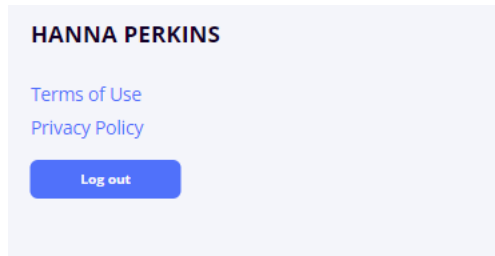 HANNA PERKINS
Terms of Use
Privacy Policy
Log out